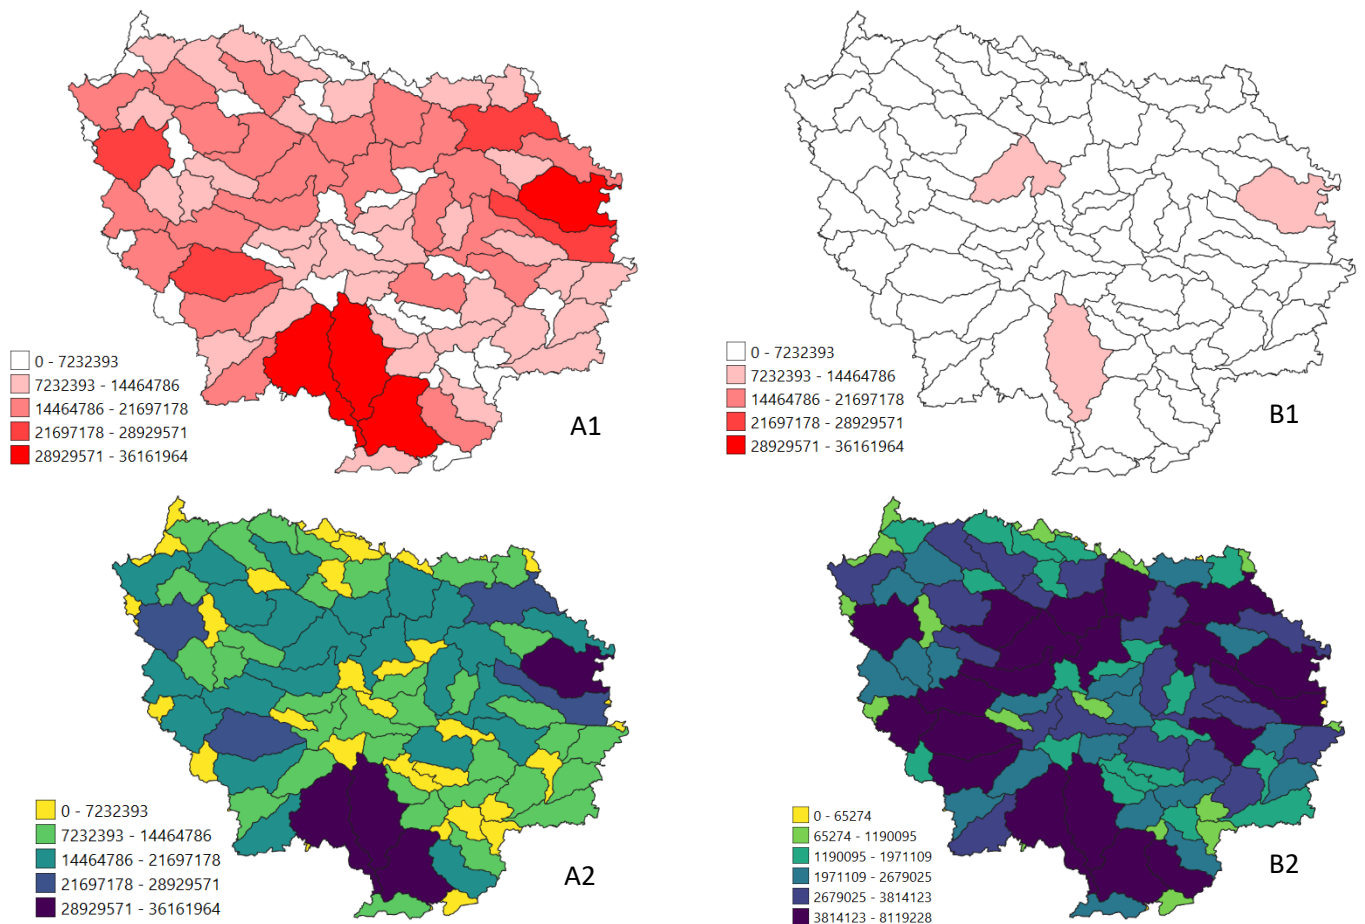 0 - 7232393
7232393 - 14464786
14464786 - 21697178
21697178 - 28929571
28929571 - 36161964
A1
0 - 7232393
7232393 - 14464786
14464786 - 21697178
21697178 - 28929571
28929571 - 36161964
B1
0 - 7232393
7232393 - 14464786
14464786 - 21697178
21697178 - 28929571
28929571 - 36161964
A2
0 - 65274
65274 - 1190095
1190095 - 1971109
1971109 - 2679025
2679025 - 3814123
3814123 - 8119228
B2